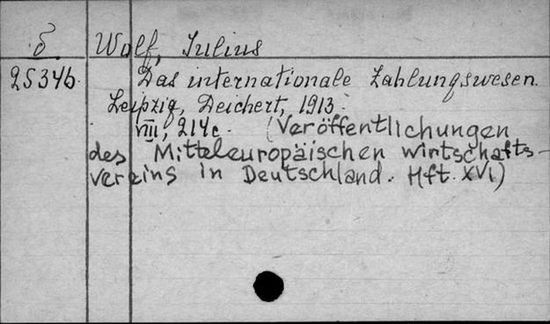 б Wolf, Julius
25346. Das internationale Zahlungswesen.
Leipzig, Deichert, 1913.
VIII, 214c. (Veröffentlichungen
des Mitteleuropäischen wirtschafts-
vereins in Deutschland. Hft. XVI)